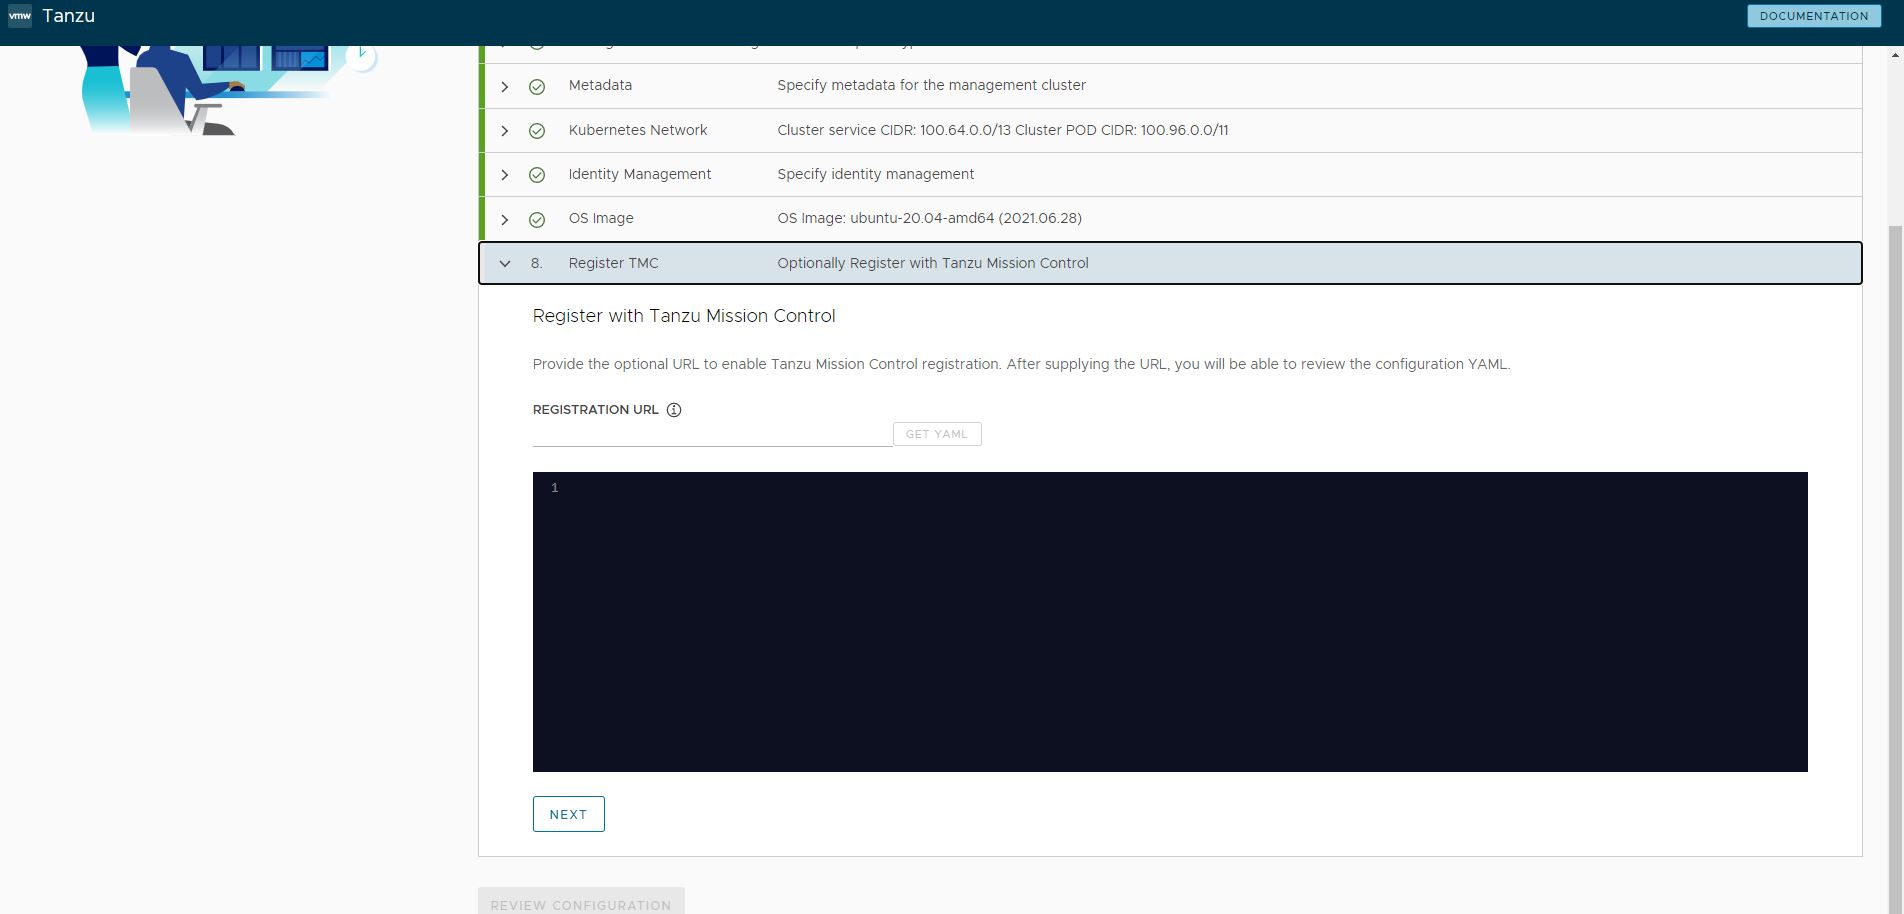 vmw Tanzu
DOCUMENTATION
Metadata Specify metadata for the management cluster
Kubernetes Network Cluster service CIDR: 100.64.0.0/13 Cluster POD CIDR: 100.96.0.0/11
Identity Management Specify identity management
OS Image OS Image: ubuntu-20.04-amd64 (2021.06.28)
8. Register TMC Optionally Register with Tanzu Mission Control
Register with Tanzu Mission Control
Provide the optional URL to enable Tanzu Mission Control registration. After supplying the URL, you will be able to review the configuration YAML.
REGISTRATION URL
GET YAML
1
NEXT
REVIEW CONFIGURATION